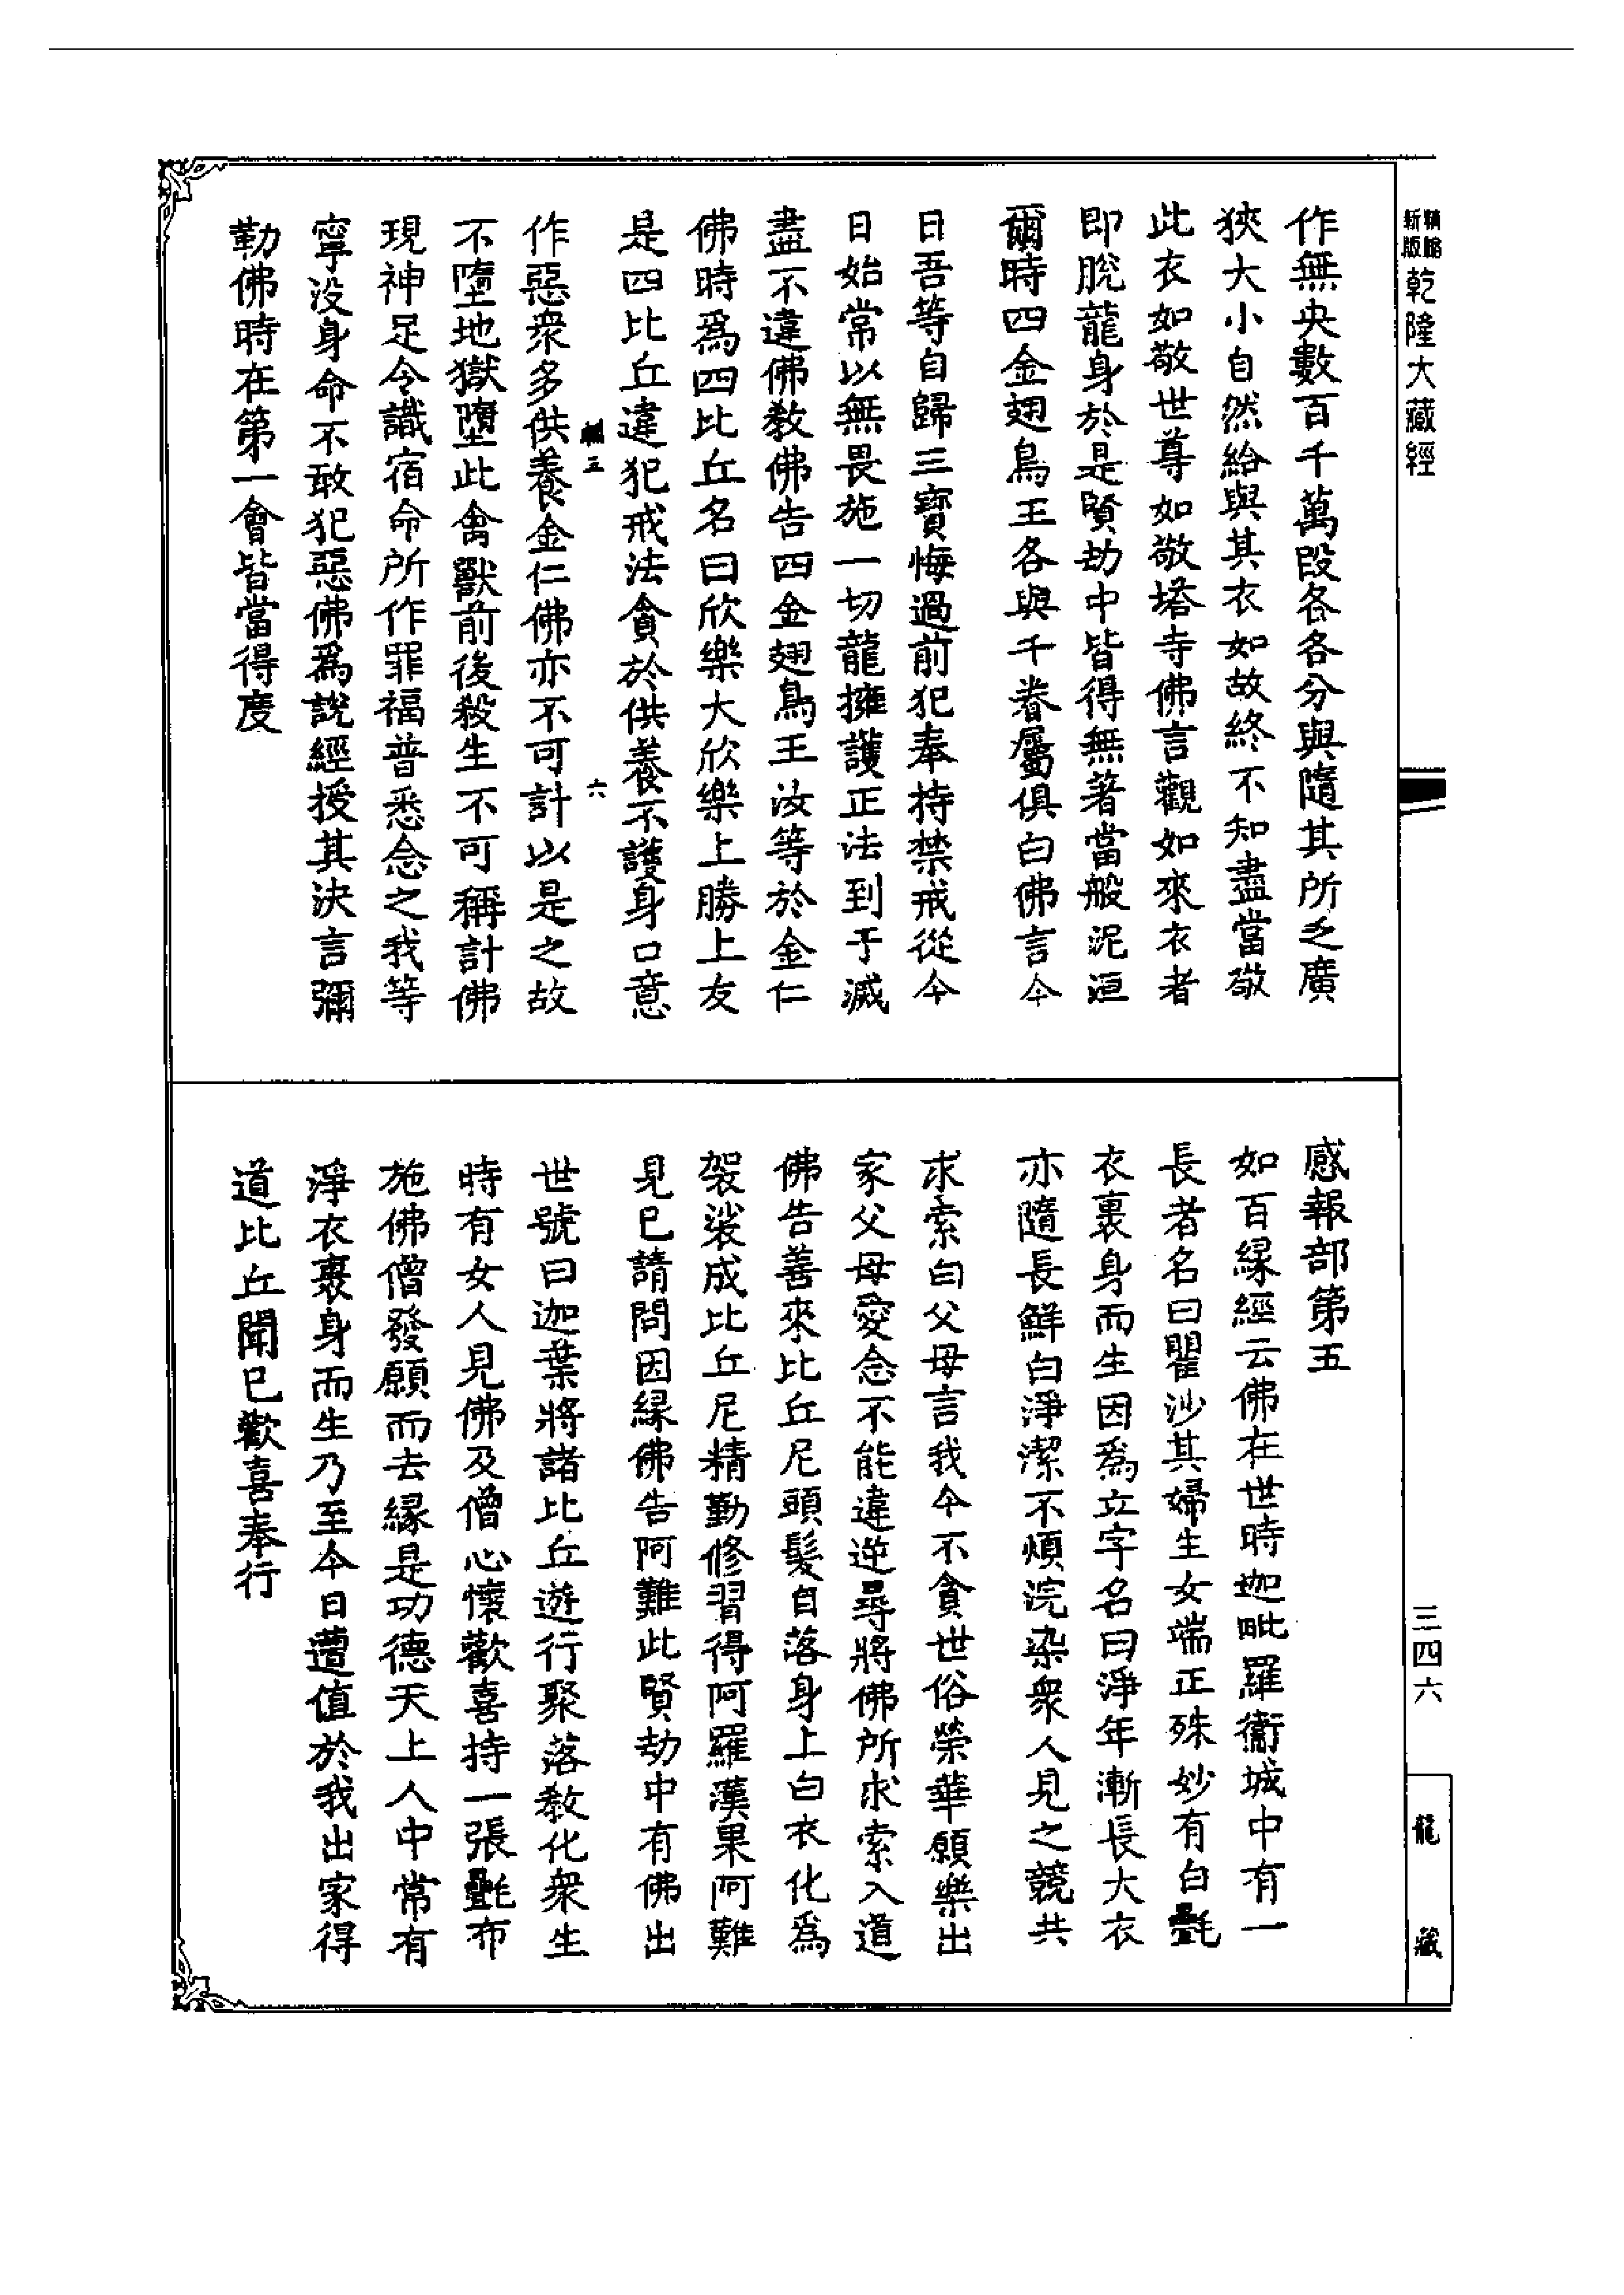 精縮新版乾隆大藏經
作無央數百千萬段各各分與隨其所乏廣
狹大小自然給與其衣如故終不知盡當敬
此衣如敬世尊如敬塔寺佛言觀如來衣者
即脫龍身於是賢劫中皆得無著當般泥洹
爾時四金翅鳥王各與千眷屬俱白佛言今
日吾等自歸三寶悔過前犯奉持禁戒從今
日始常以無畏施一切龍擁護正法到于滅
盡不違佛教佛告四金翅鳥王汝等於金仁
佛時爲四比丘名曰欣樂大欣樂上勝上友
是四比丘違犯戒法貪於供養不護身口意
六
作惡衆多供養金仁佛亦不可計以是之故
不墮地獄墮此禽獸前後殺生不可稱計佛
現神足令識宿命所作罪福普悉念之我等
寧没身命不敢犯惡佛爲說經授其決言彌
勒佛時在第一會皆當得度
感報部第五
如百縁經云佛在世時迦毗羅衞城中有一
長者名曰瞿沙其婦生女端正殊妙有白㲲
衣裹身而生因爲立字名曰淨年漸長大衣
亦隨長鮮白淨潔不煩浣染衆人見之競共
求索白父母言我今不貪世俗榮華願樂出
家父母愛念不能違逆尋將佛所求索入道
佛告善來比丘尼頭髮自落身上白衣化爲
袈裟成比丘尼精勤修習得阿羅漢果阿難
見已請問因縁佛告阿難此賢劫中有佛出
世號曰迦葉將諸比丘遊行聚落教化衆生
時有女人見佛及僧心懷歡喜持一張㲲布
施佛僧發願而去縁是功德天上人中常有
淨衣裹身而生乃至今日遭值於我出家得
道比丘聞已歡喜奉行
三四六
龍藏